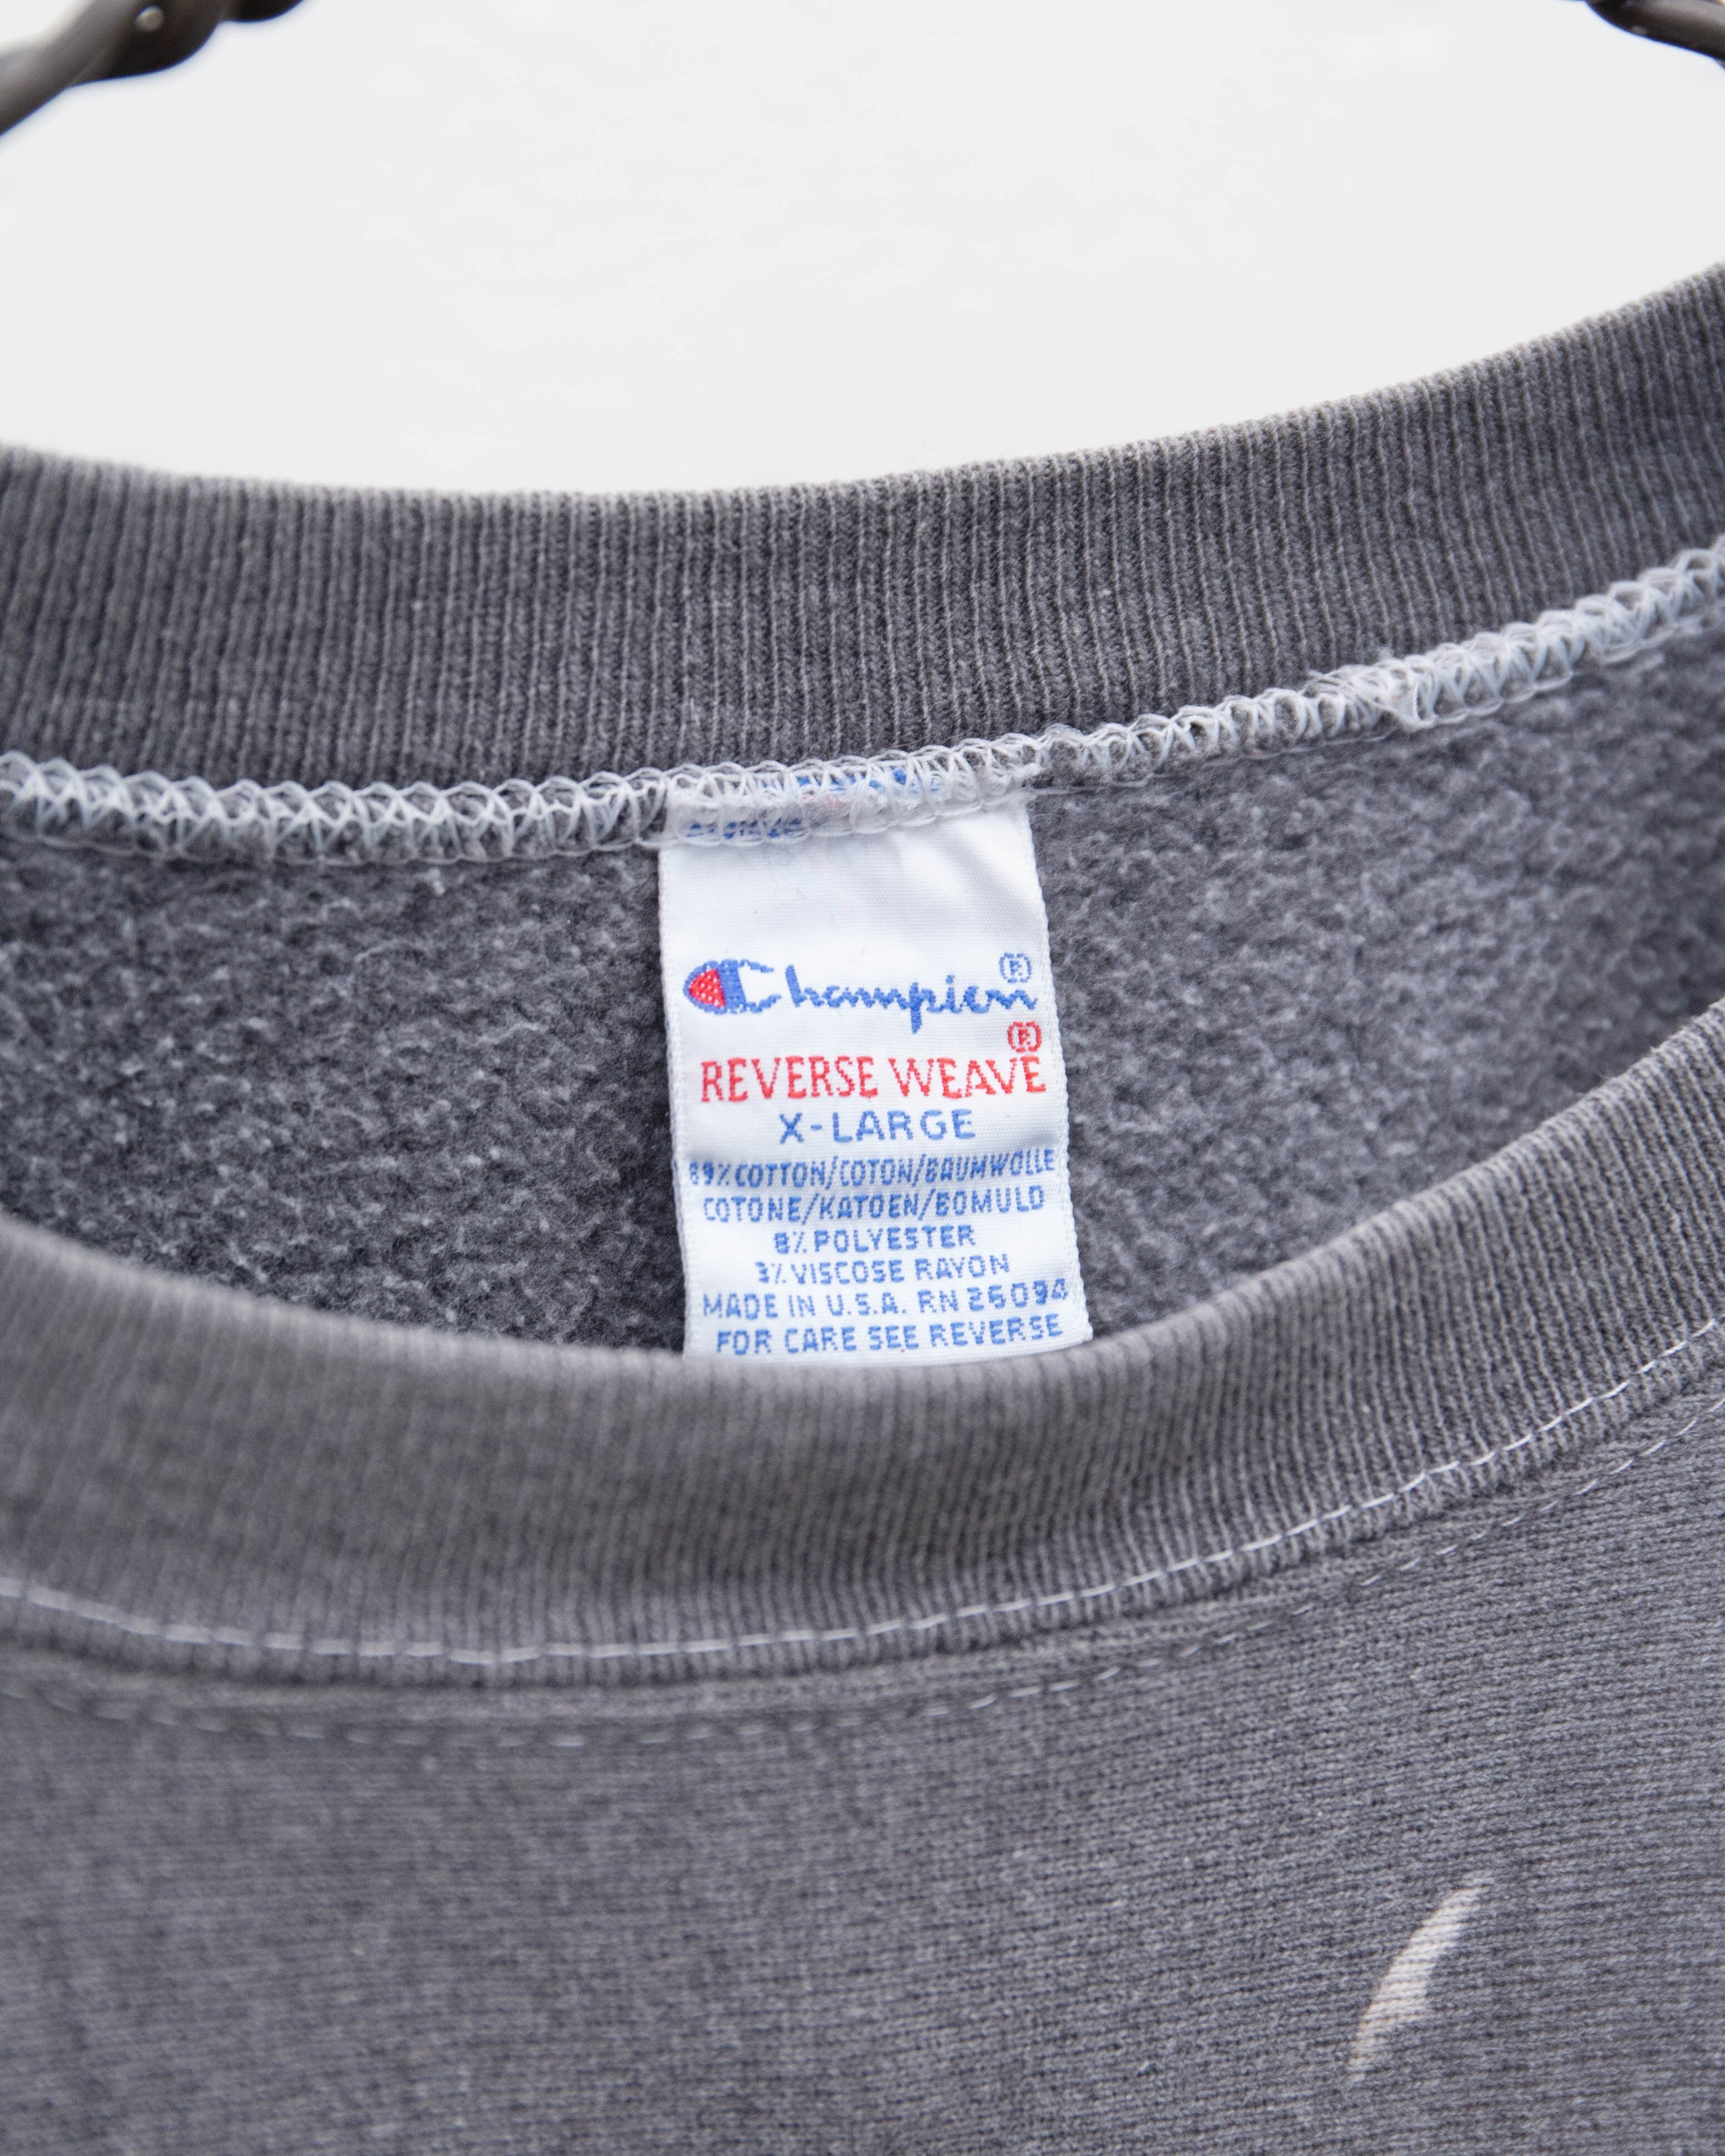 Champion®
REVERSE WEAVE®
X-LARGE
89% COTTON/COTON/BAUMWOLLE
COTONE/KATOEN/BOMULD
8% POLYESTER
3% VISCOSE RAYON
MADE IN U.S.A. RN 26094
FOR CARE SEE REVERSE